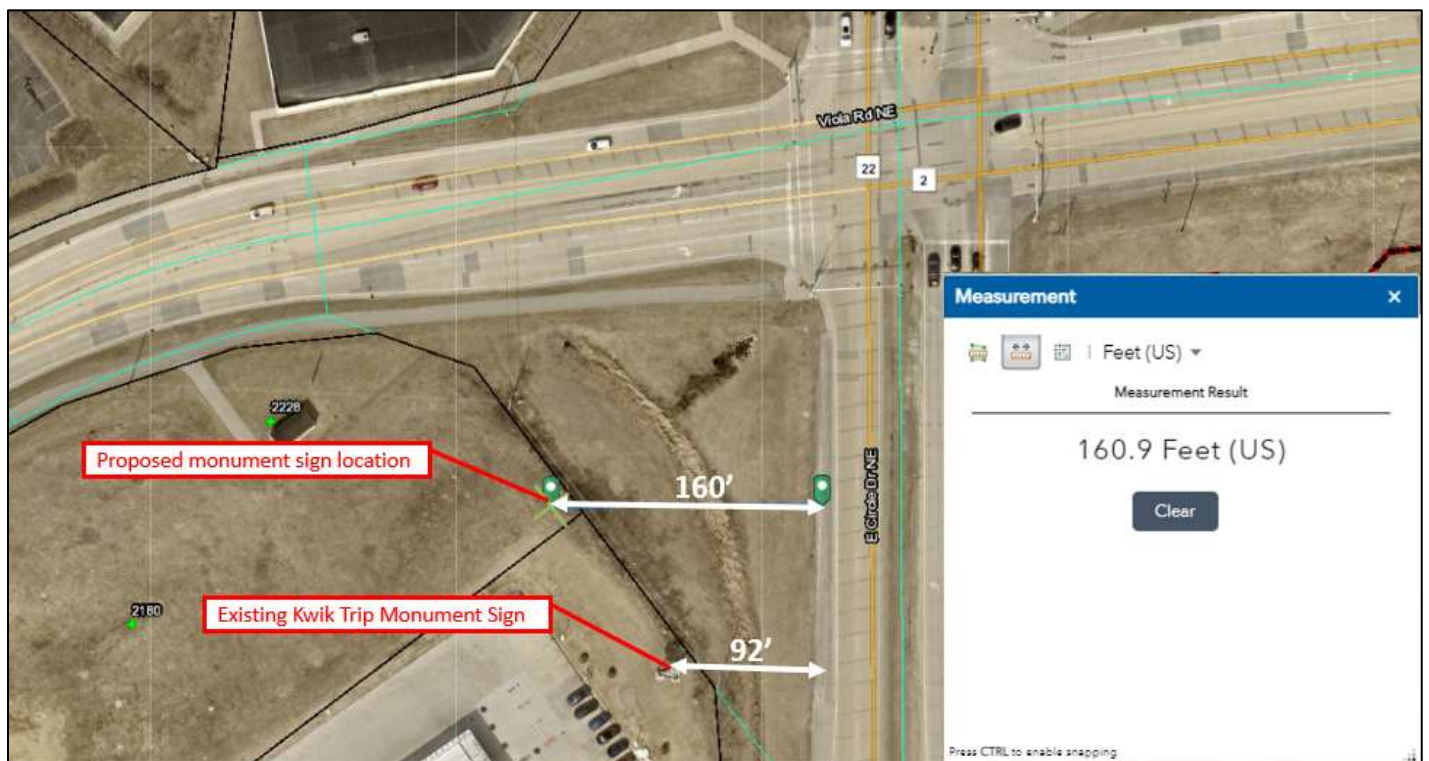 Viola Rd NE
22
2
Measurement
Feet (US)
Measurement Result
160.9 Feet (US)
Clear
2228
Proposed monument sign location
160’
E Circle Dr NE
2180
Existing Kwik Trip Monument Sign
92’
Press CTRL to enable snapping